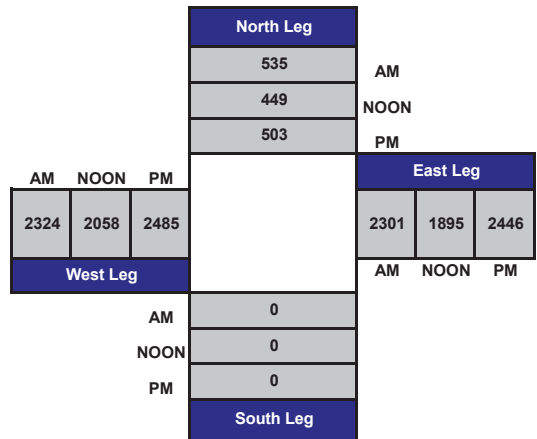 North Leg
535 AM
449 NOON
503 PM
AM NOON PM
East Leg
2324 2058 2485
2301 1895 2446
West Leg
AM NOON PM
AM 0
NOON 0
PM 0
South Leg